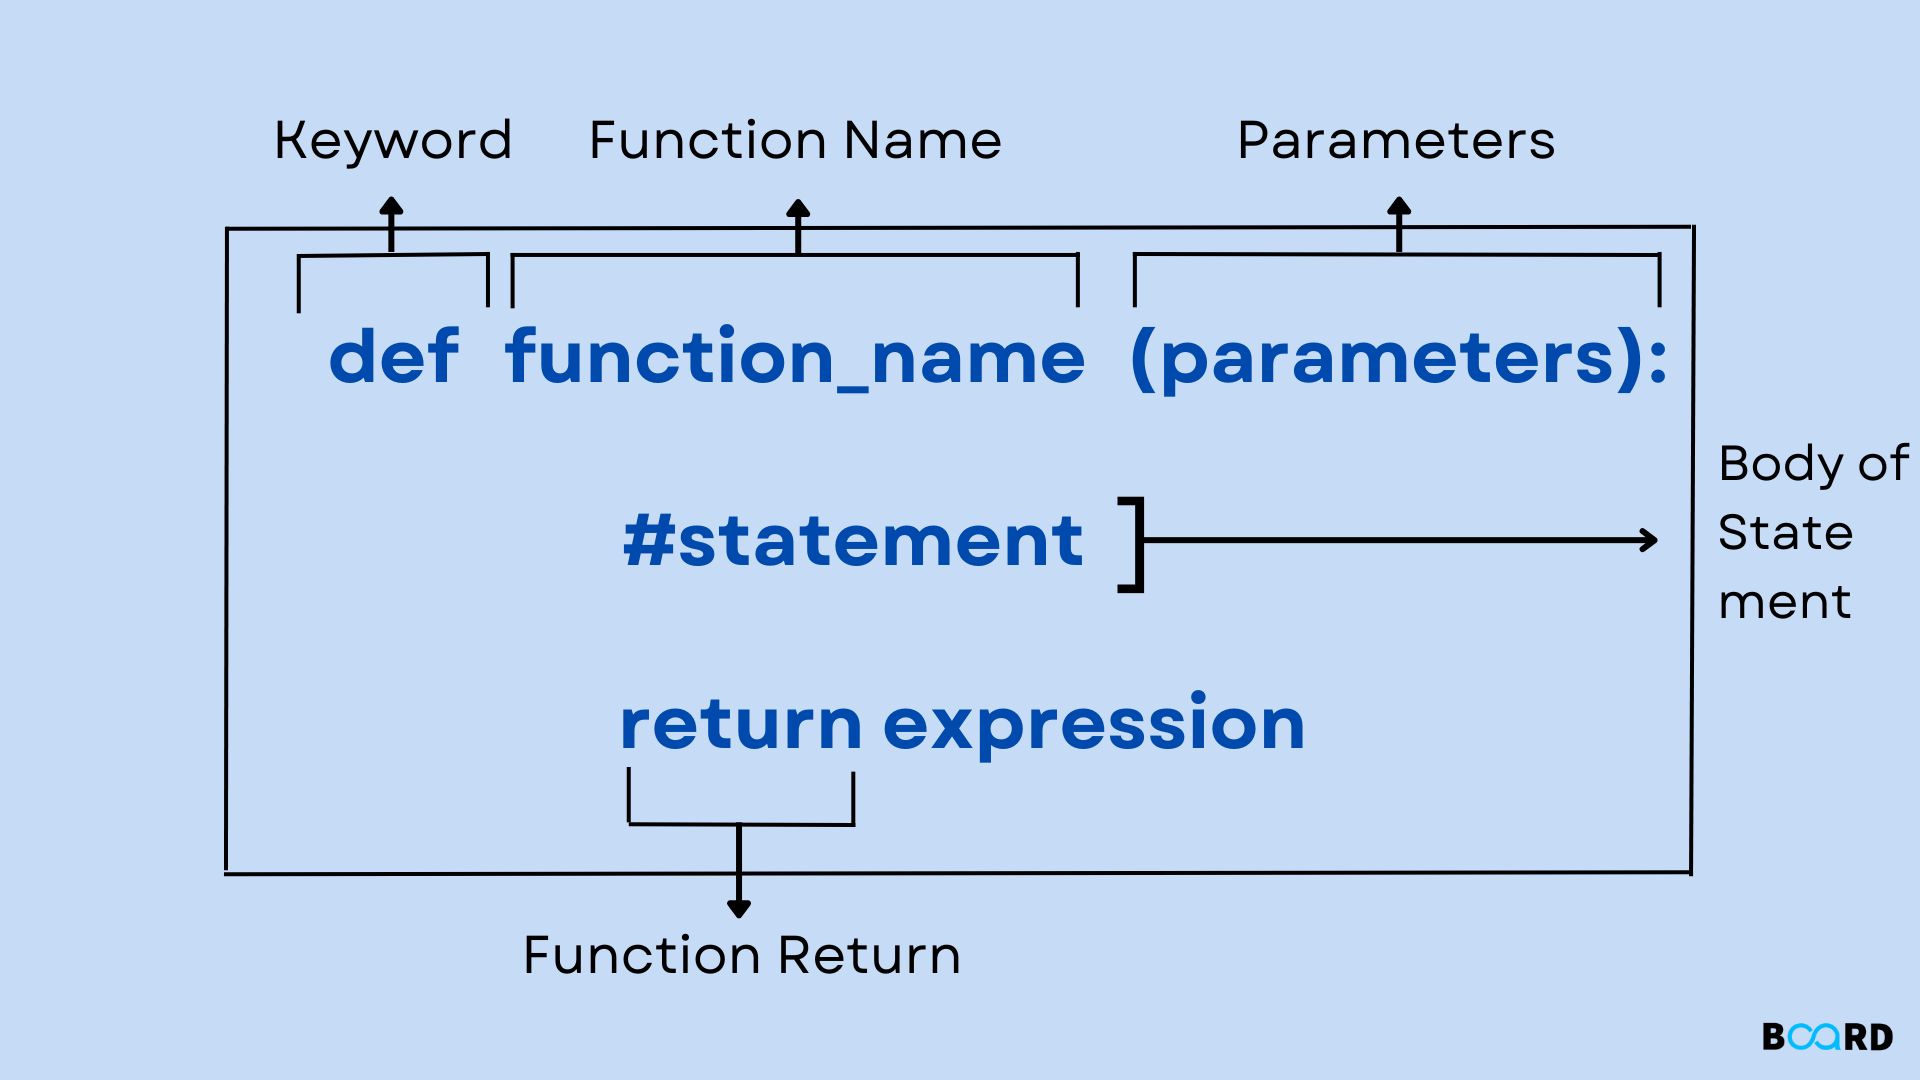 Keyword Function Name Parameters
def function_name (parameters):
Body of
State
ment
#statement
return expression
Function Return
BOARD